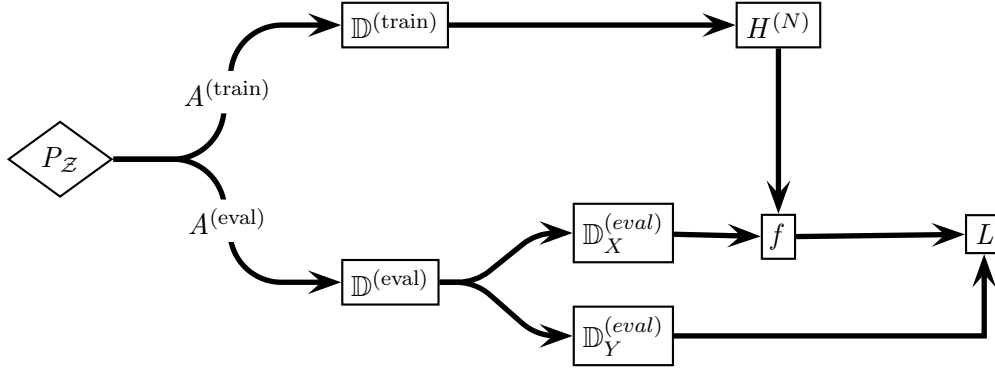 𝔻^(train)
H^(N)
A^(train)
P_𝒵
A^(eval)
𝔻_X^(eval)
f
L
𝔻^(eval)
𝔻_Y^(eval)